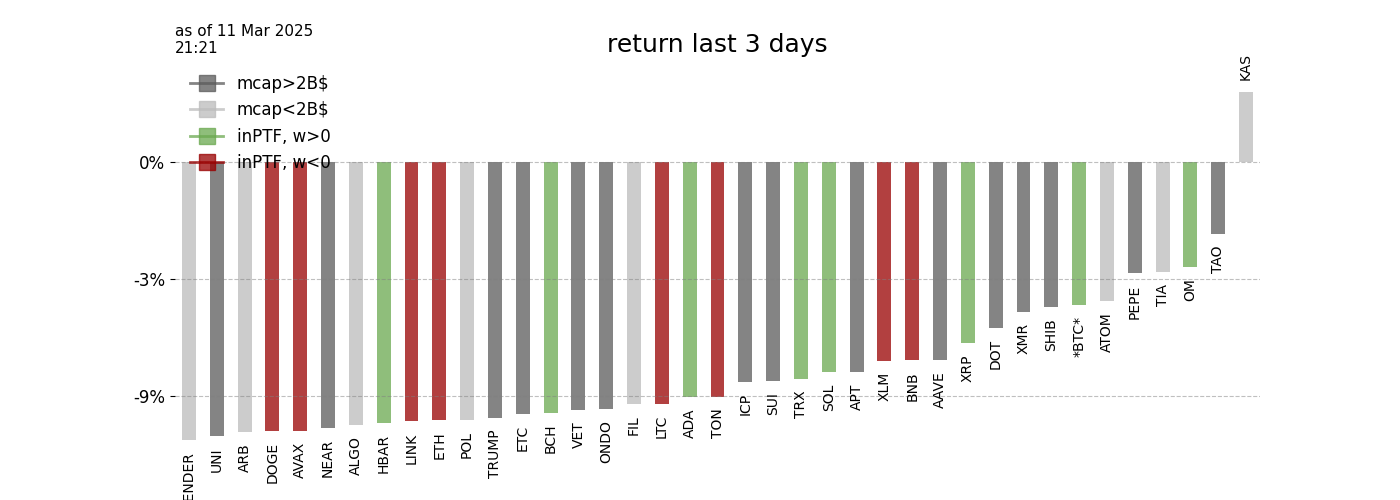 as of 11 Mar 2025
21:21
return last 3 days
mcap>2B$
mcap<2B$
inPTF, w>0
inPTF, w<0
0%
-3%
-9%
ENDER
UNI
ARB
DOGE
AVAX
NEAR
ALGO
HBAR
LINK
ETH
POL
TRUMP
ETC
BCH
VET
ONDO
FIL
LTC
ADA
TON
ICP
SUI
TRX
SOL
APT
XLM
BNB
AAVE
XRP
DOT
XMR
SHIB
*BTC*
ATOM
PEPE
TIA
OM
TAO
KAS